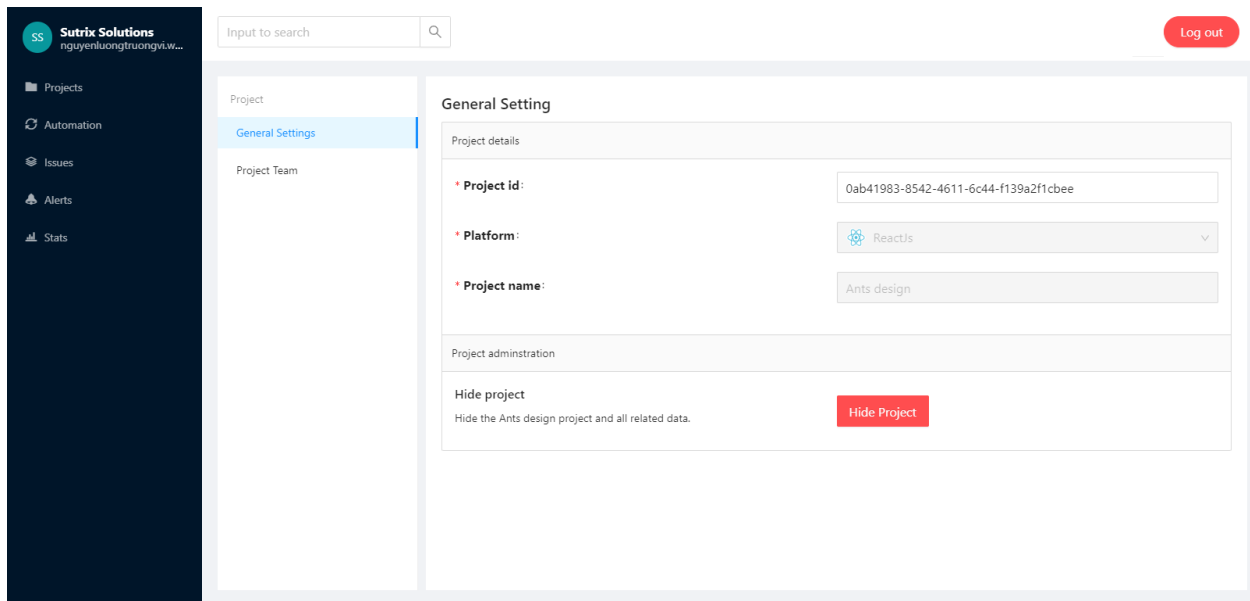 SS
Sutrix Solutions
nguyenluongtruongvi.w...
Projects
Automation
Issues
Alerts
Stats
Input to search
Log out
Project
General Settings
Project Team
General Setting
Project details
* Project id:
0ab41983-8542-4611-6c44-f139a2f1cbee
* Platform:
ReactJs
* Project name:
Ants design
Project adminstration
Hide project
Hide the Ants design project and all related data.
Hide Project